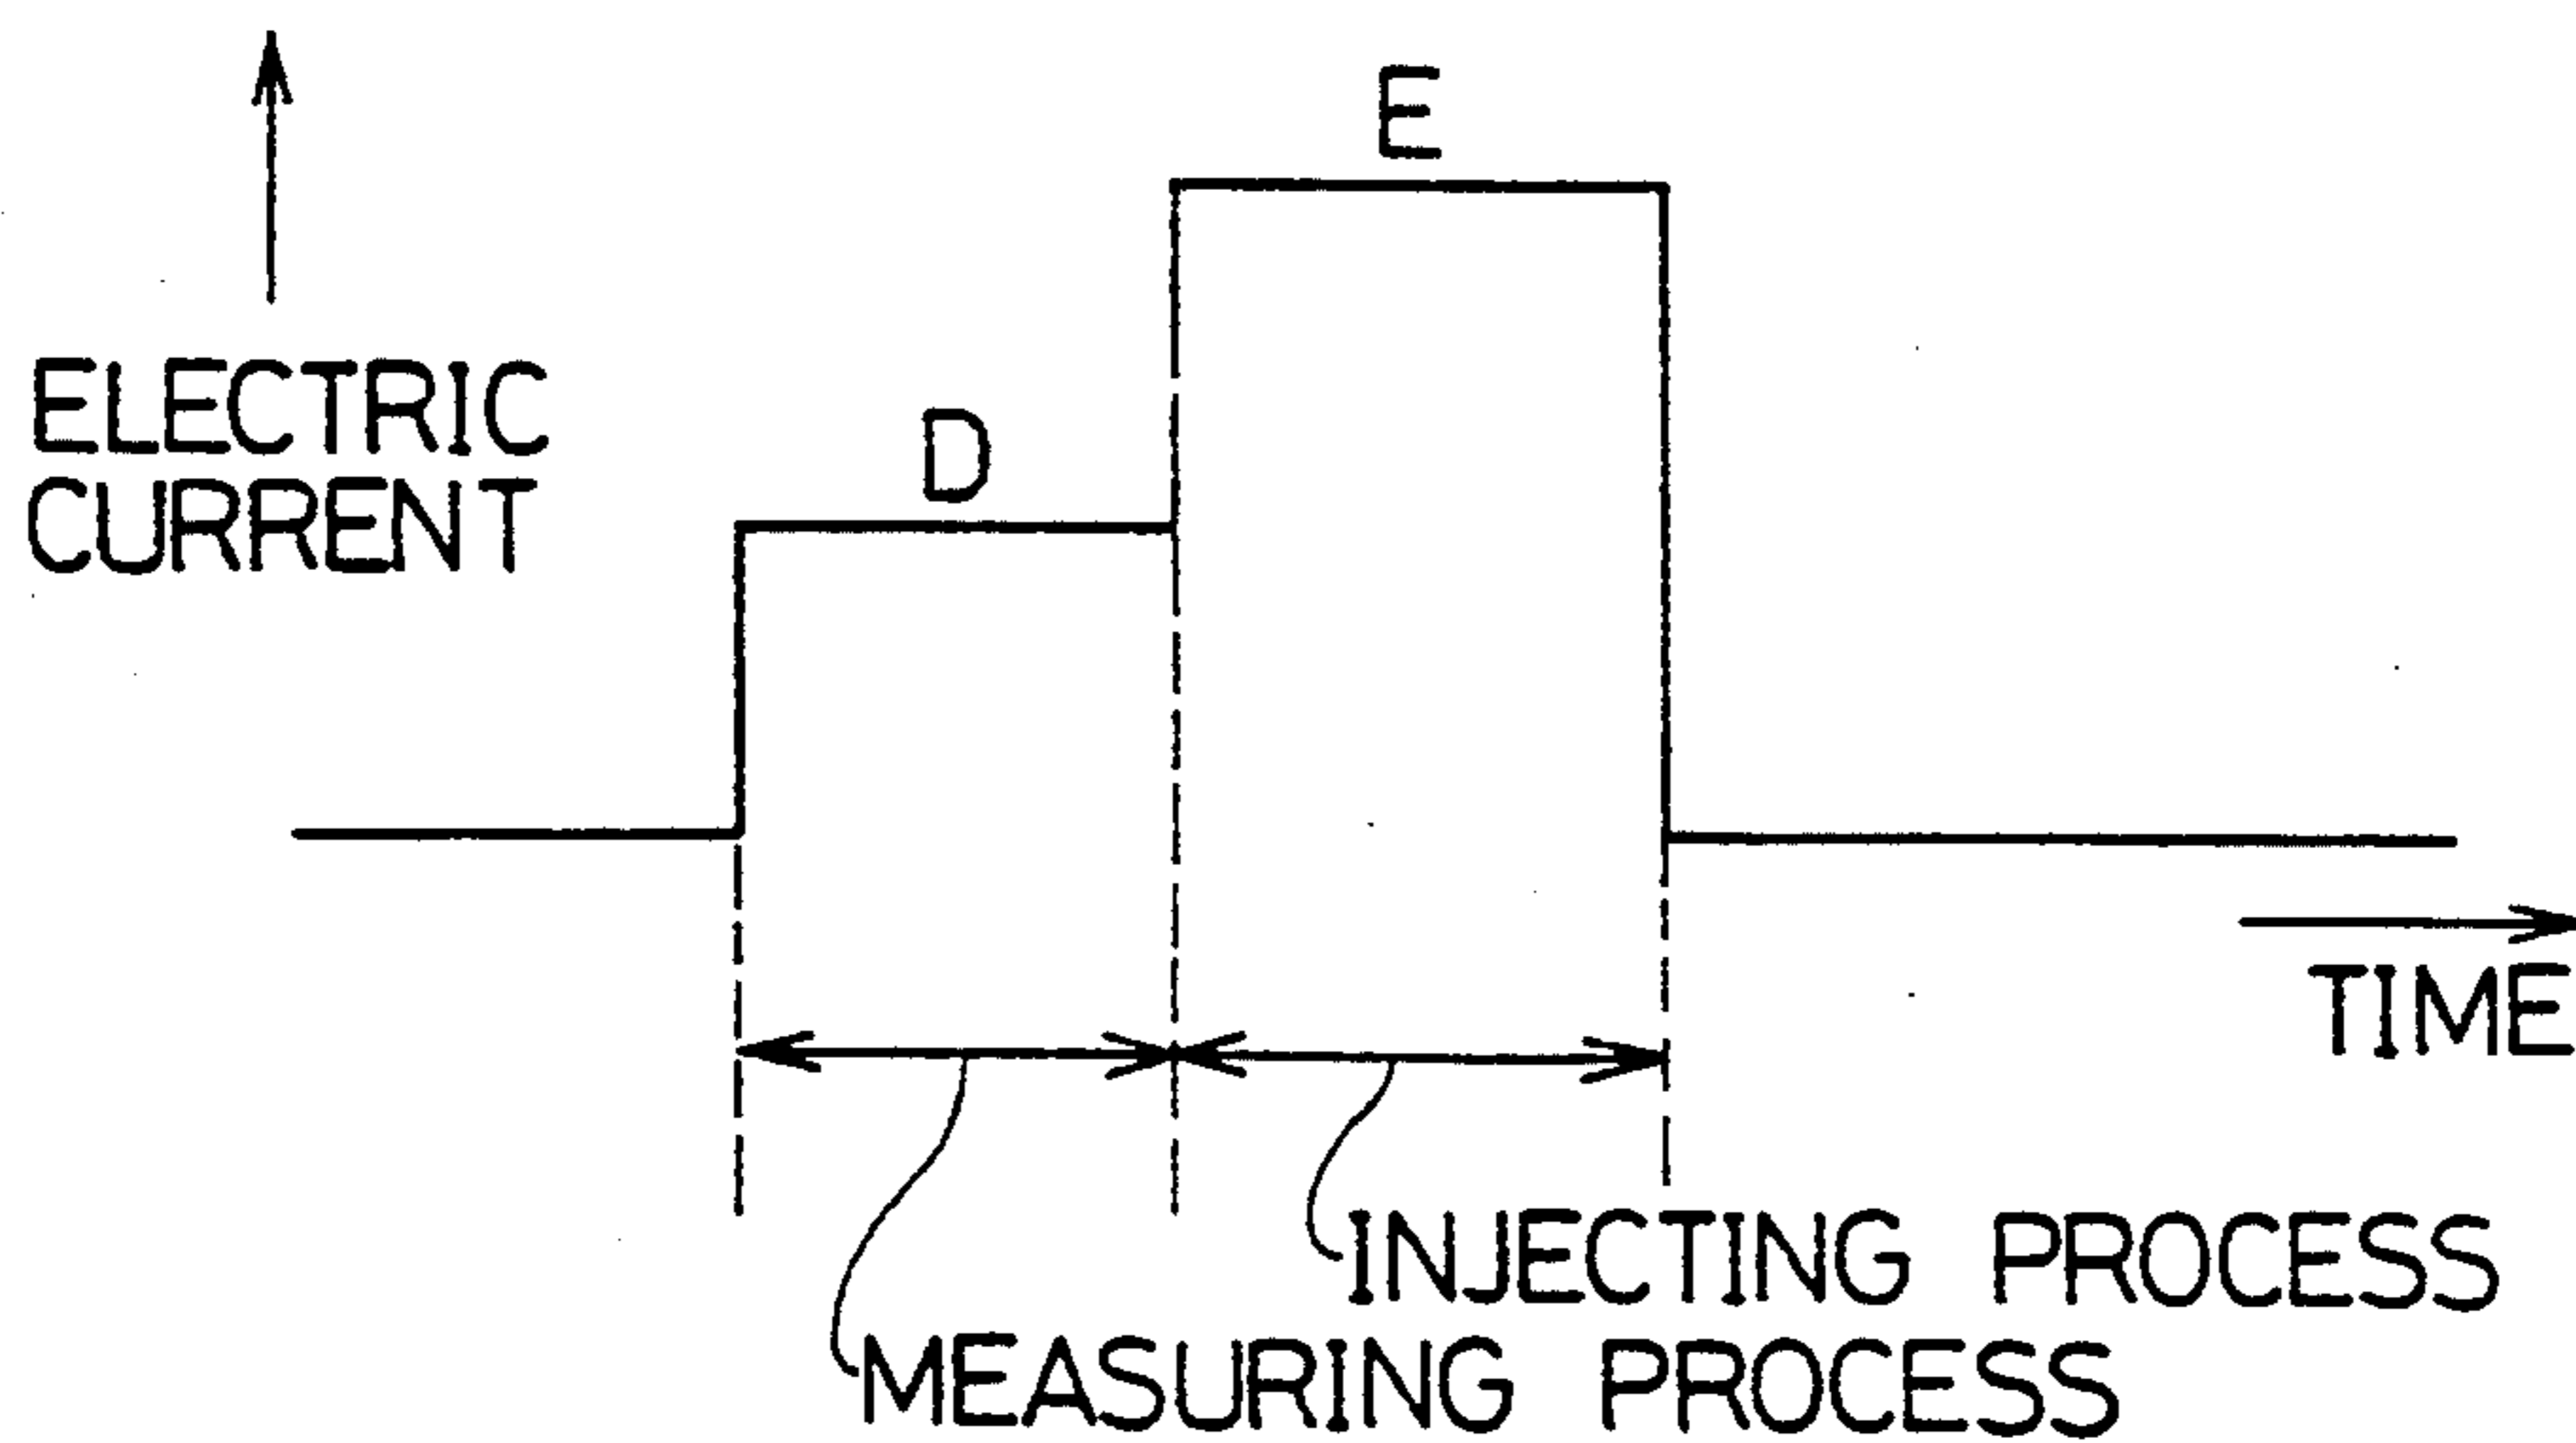 E
D
ELECTRIC
CURRENT
TIME
INJECTING PROCESS
MEASURING PROCESS